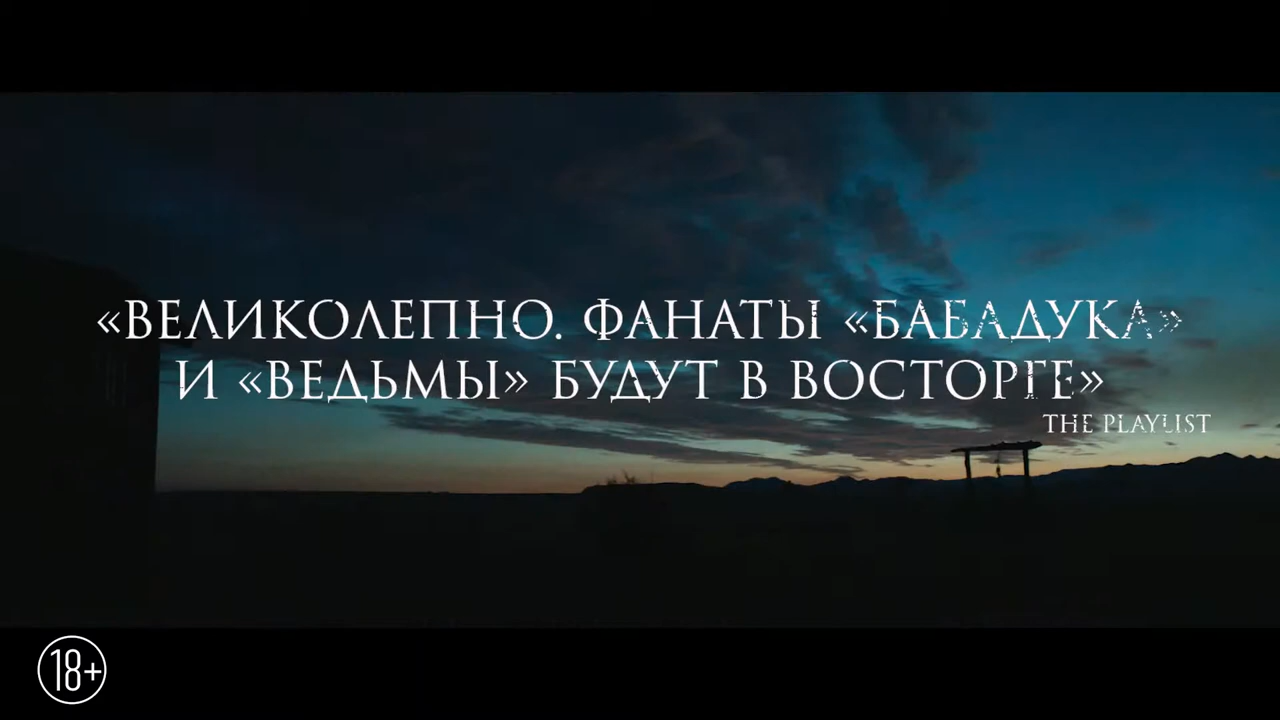 «ВЕЛИКОЛЕПНО. ФАНАТЫ «БАБАДУКА»
И «ВЕДЬМЫ» БУДУТ В ВОСТОРГЕ»
THE PLAYLIST
18+